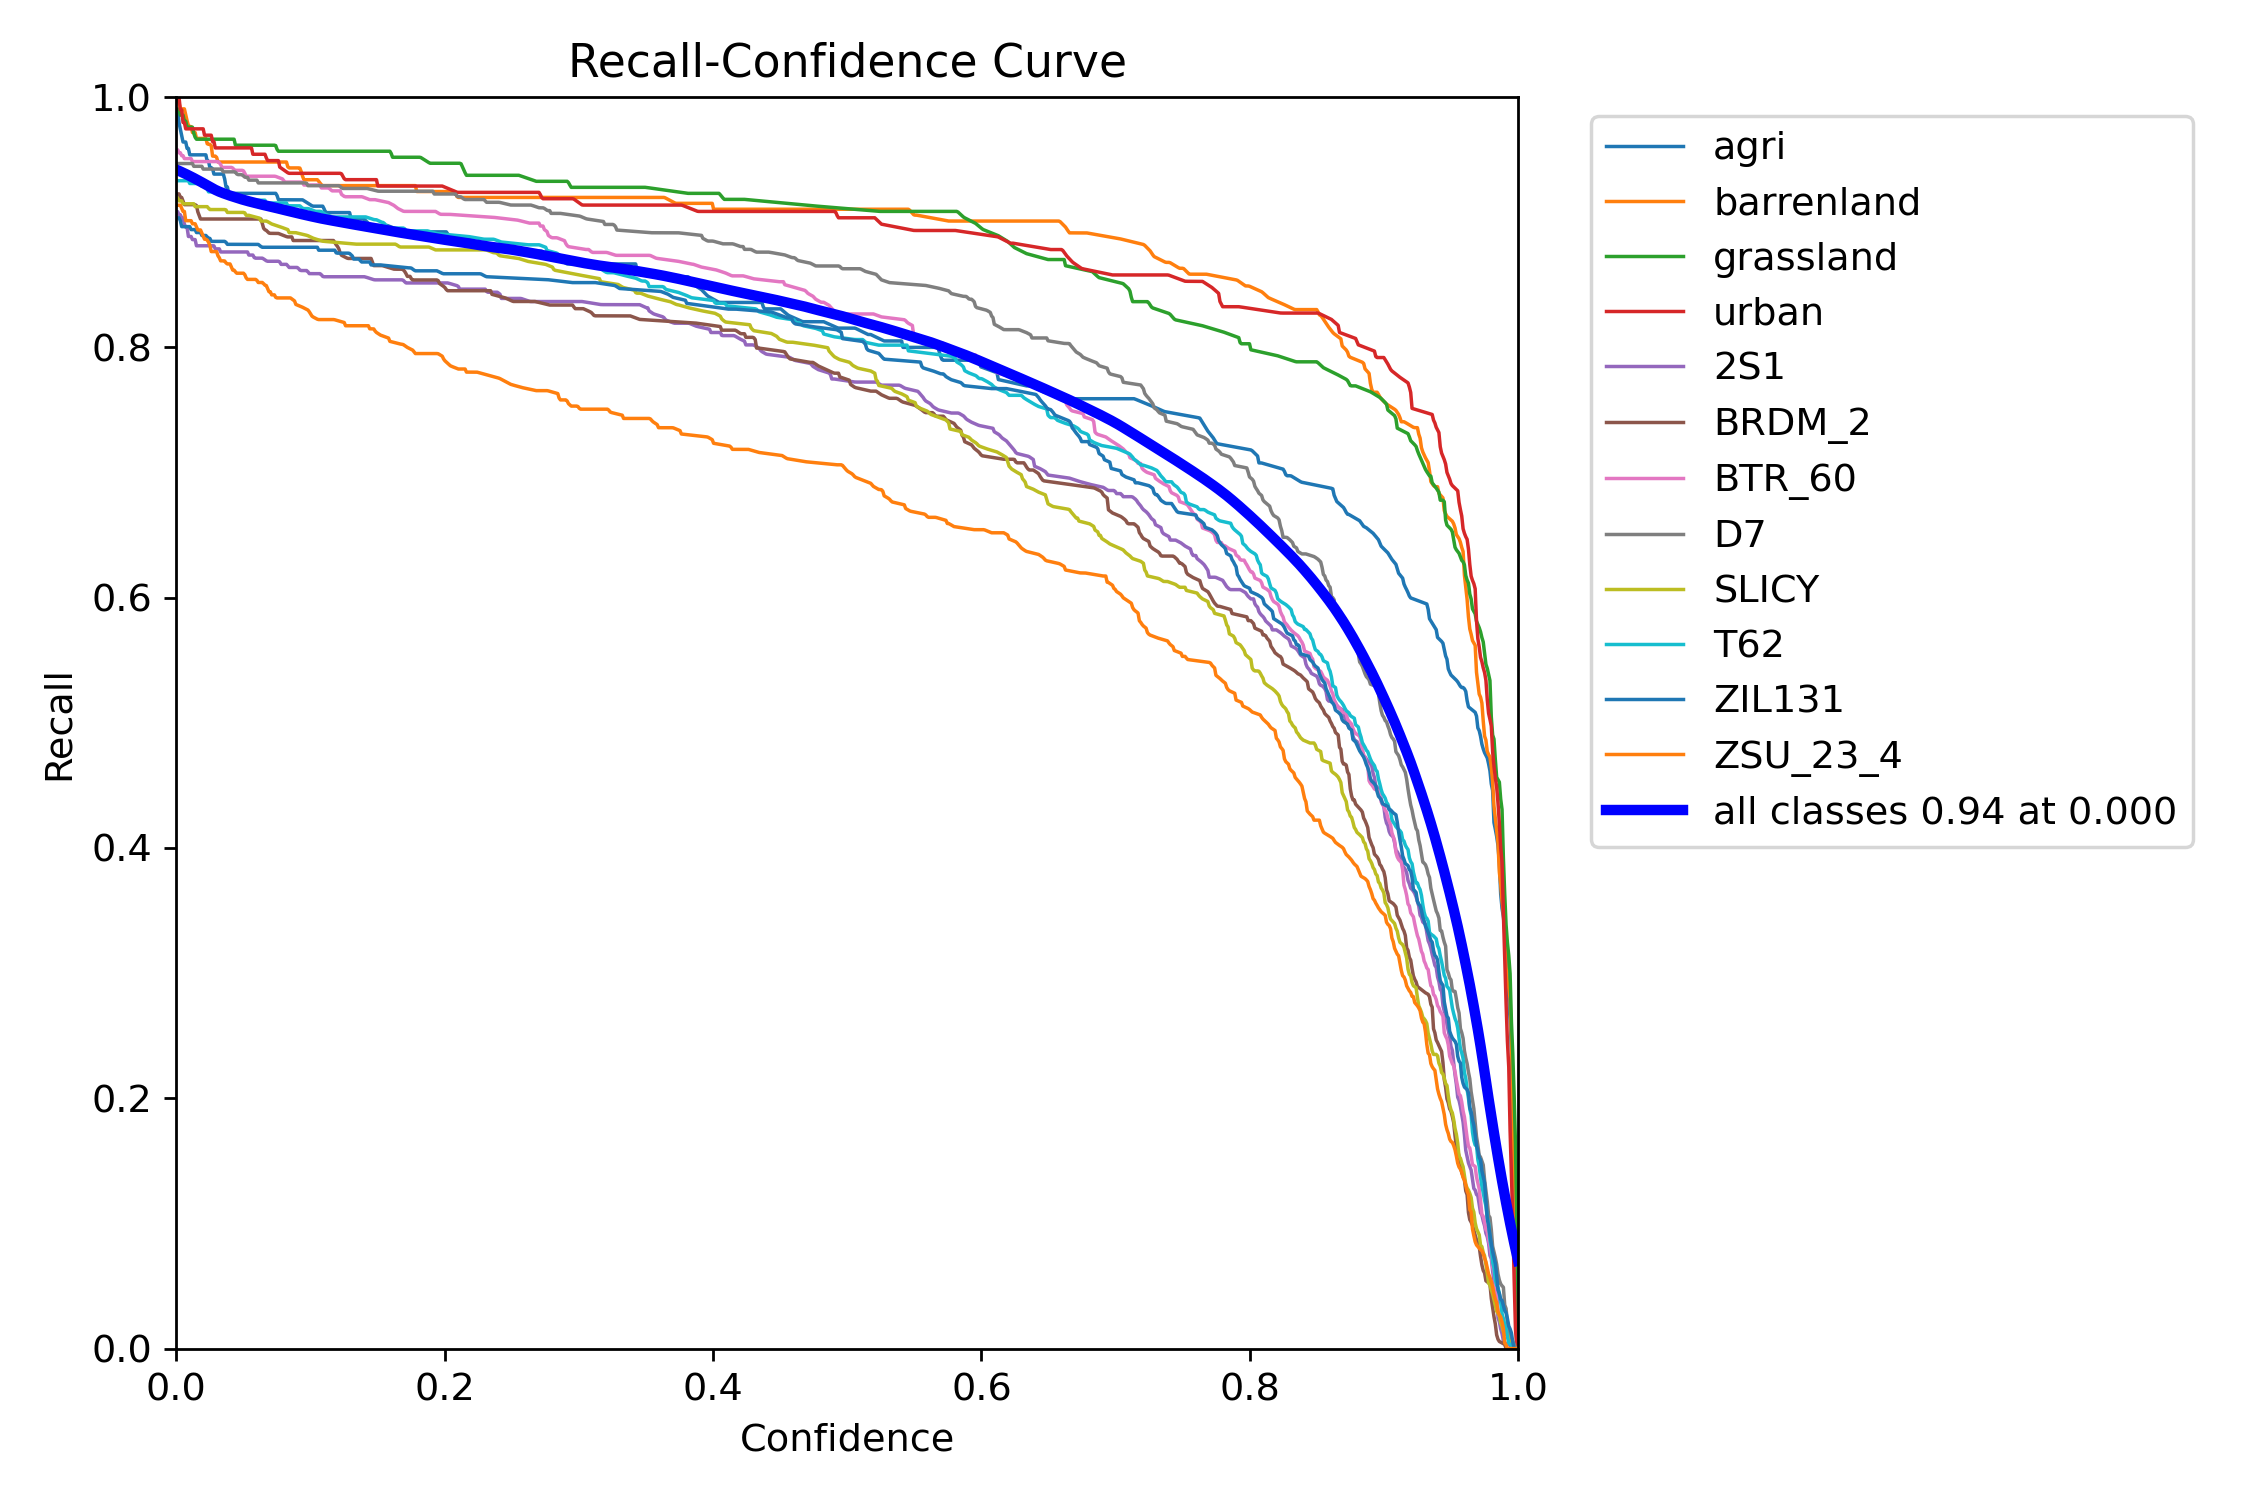 Recall-Confidence Curve
1.0
0.8
0.6
0.4
0.2
0.0
Recall
0.0 0.2 0.4 0.6 0.8 1.0
Confidence
agri
barrenland
grassland
urban
2S1
BRDM_2
BTR_60
D7
SLICY
T62
ZIL131
ZSU_23_4
all classes 0.94 at 0.000